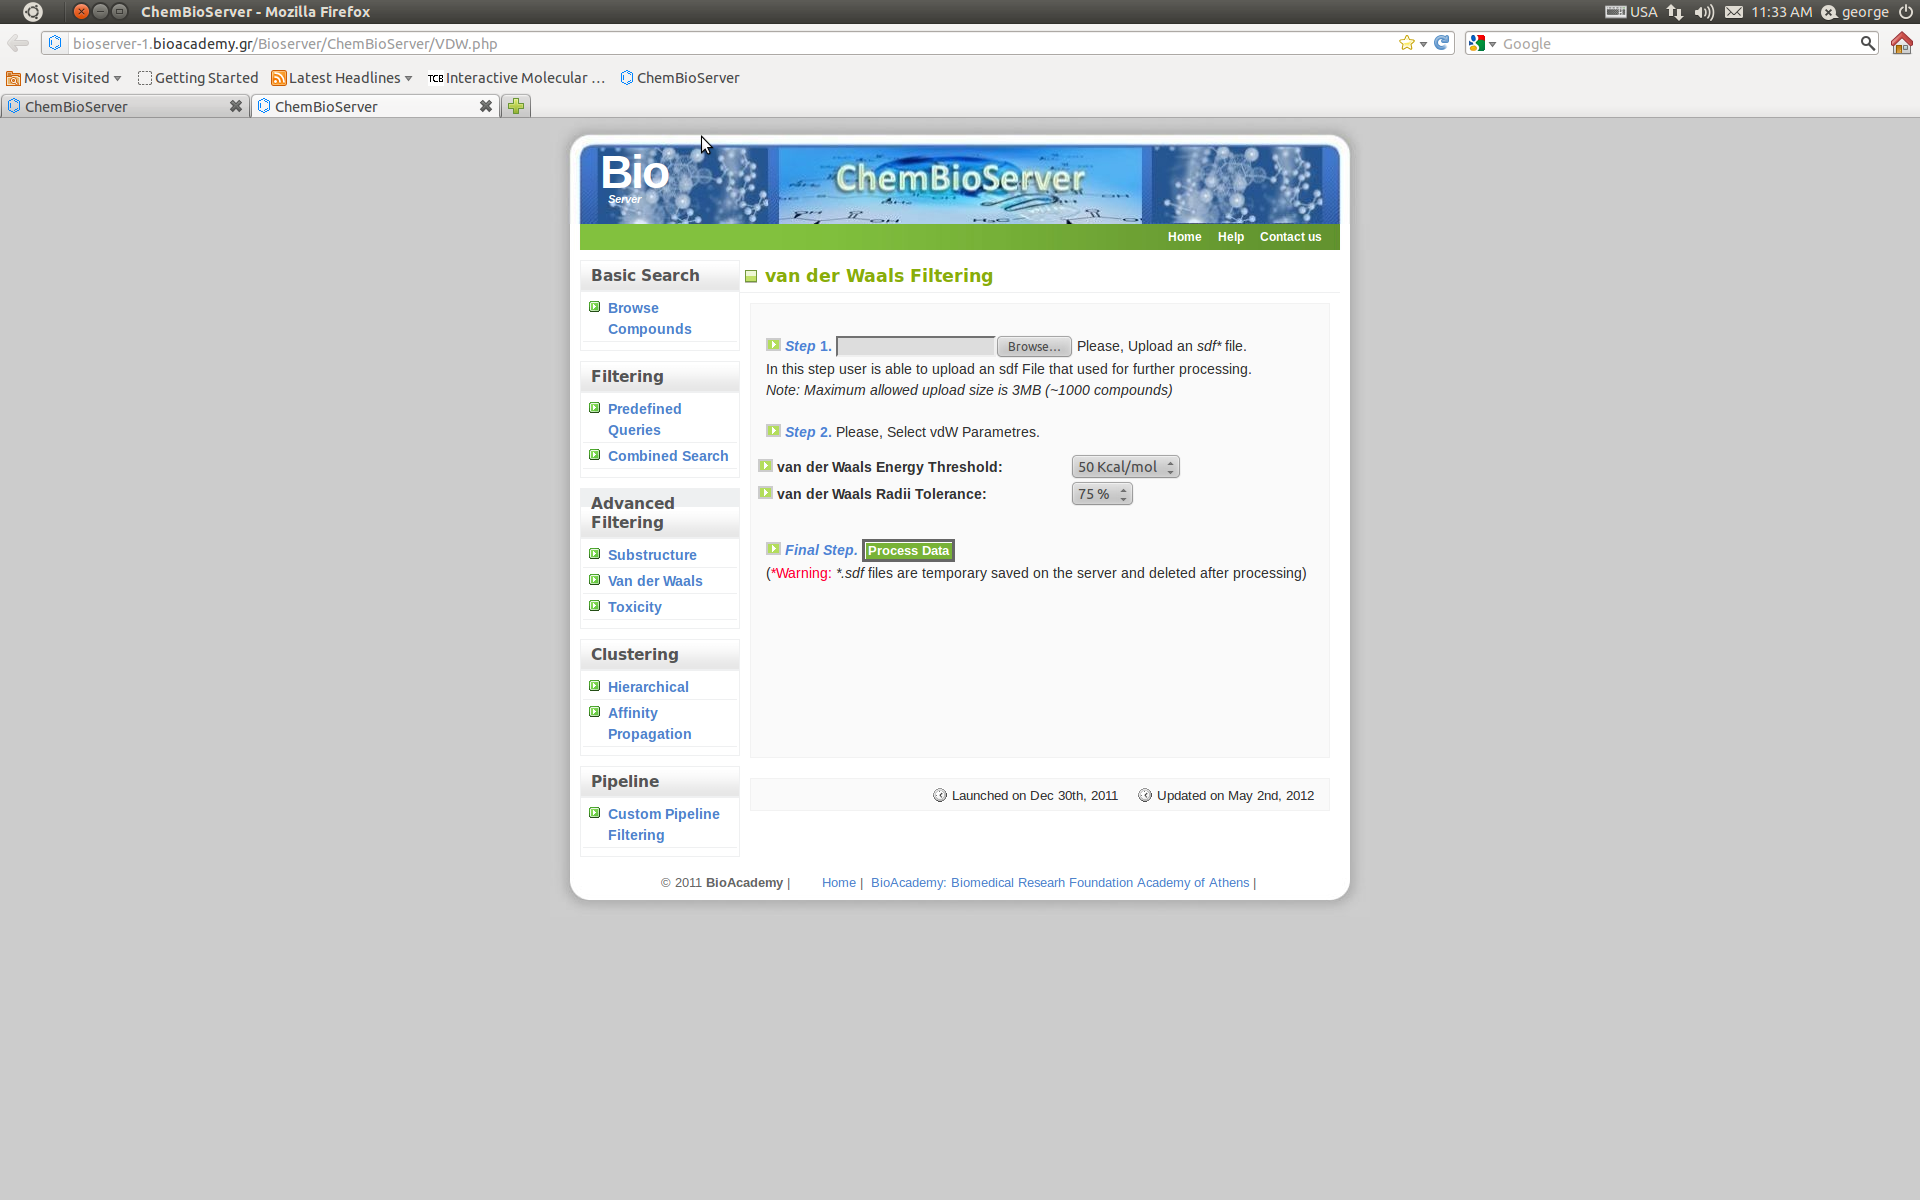 ChemBioServer - Mozilla Firefox
USA 11:33 AM george
bioserver-1.bioacademy.gr/Bioserver/ChemBioServer/VDW.php
Google
Most Visited Getting Started Latest Headlines TCB Interactive Molecular ... ChemBioServer
ChemBioServer ChemBioServer
Bio
Server
ChemBioServer
Home Help Contact us
Basic Search
Browse
Compounds
Filtering
Predefined
Queries
Combined Search
Advanced
Filtering
Substructure
Van der Waals
Toxicity
Clustering
Hierarchical
Affinity
Propagation
Pipeline
Custom Pipeline
Filtering
van der Waals Filtering
Step 1. Browse... Please, Upload an sdf* file.
In this step user is able to upload an sdf File that used for further processing.
Note: Maximum allowed upload size is 3MB (~1000 compounds)
Step 2. Please, Select vdW Parametres.
van der Waals Energy Threshold: 50 Kcal/mol
van der Waals Radii Tolerance: 75 %
Final Step. Process Data
(*Warning: *.sdf files are temporary saved on the server and deleted after processing)
Launched on Dec 30th, 2011 Updated on May 2nd, 2012
© 2011 BioAcademy | Home | BioAcademy: Biomedical Researh Foundation Academy of Athens |